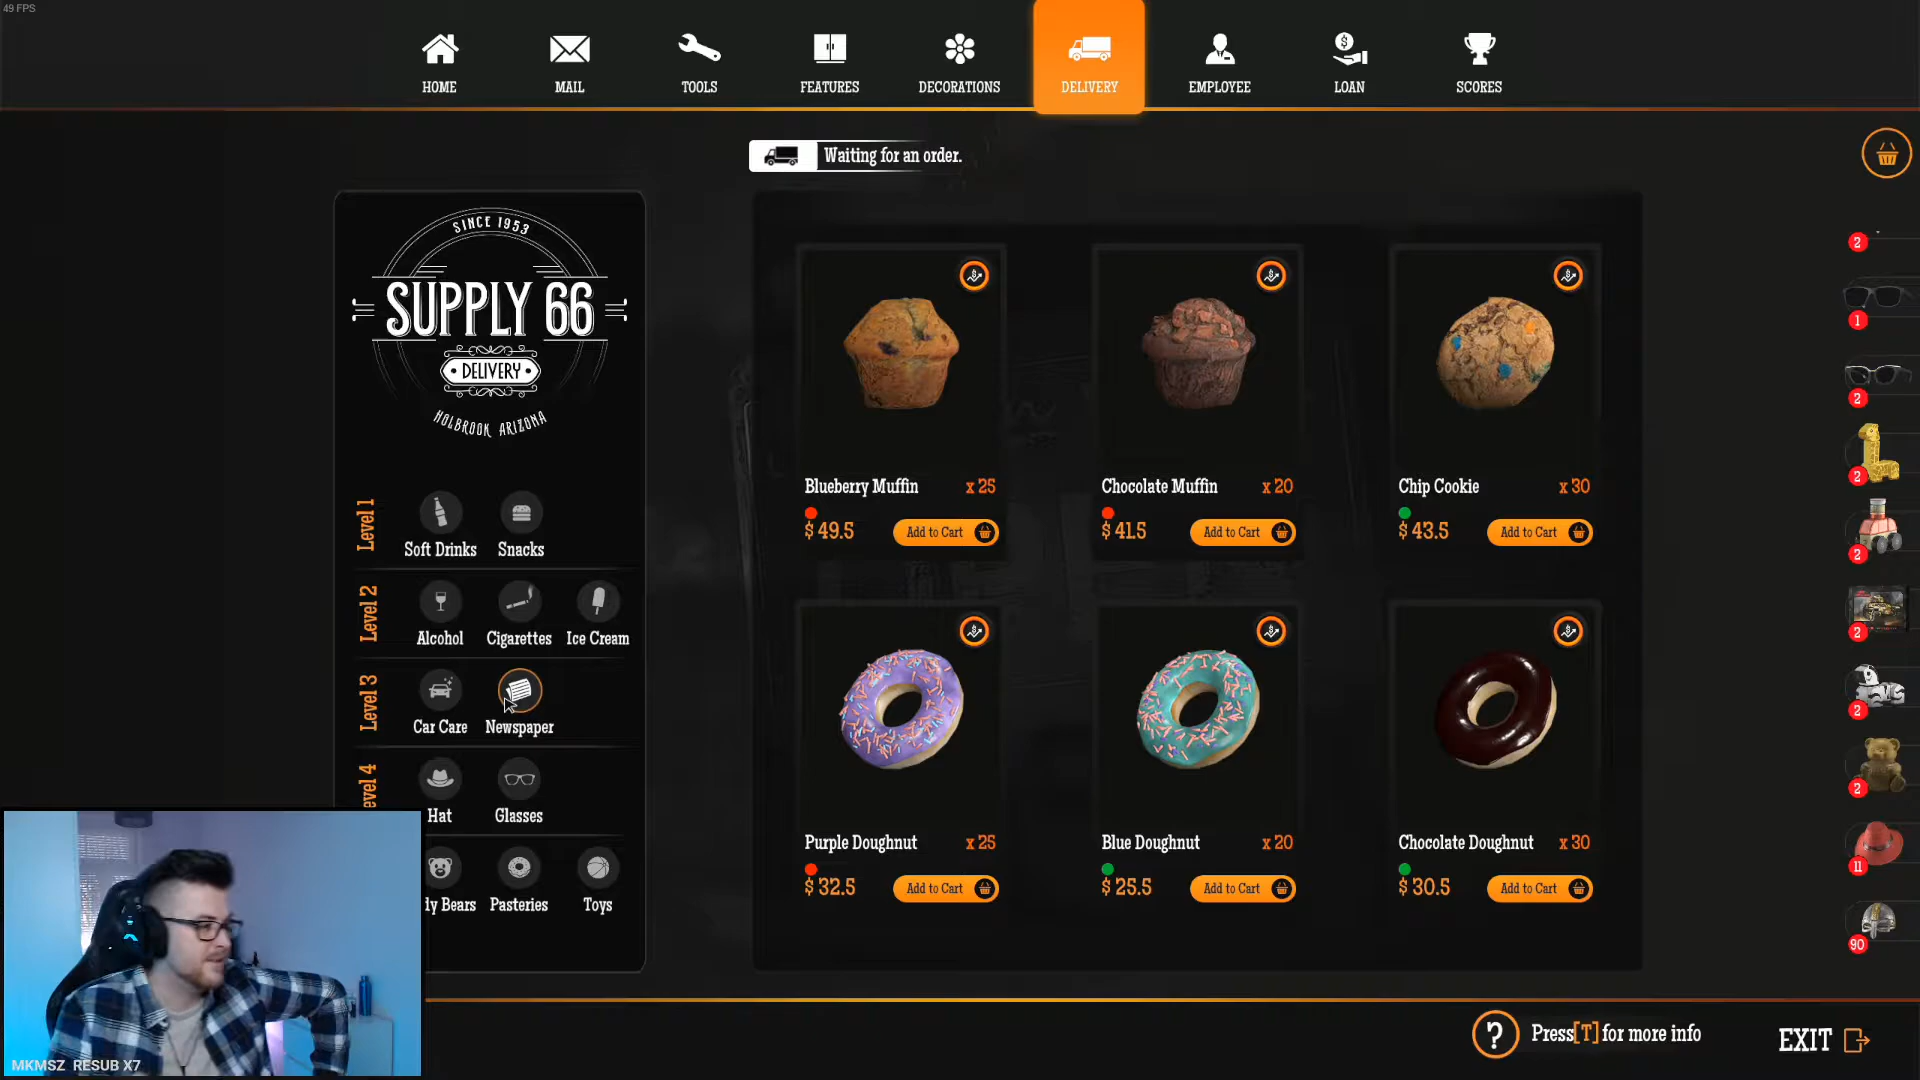 49 FPS
HOME
MAIL
TOOLS
FEATURES
DECORATIONS
DELIVERY
EMPLOYEE
LOAN
SCORES
Waiting for an order.
SINCE 1953
SUPPLY 66
• DELIVERY •
HOLBROOK, ARIZONA
Level 1
Soft Drinks
Snacks
Level 2
Alcohol
Cigarettes
Ice Cream
Level 3
Car Care
Newspaper
evel 4
Hat
Glasses
dy Bears
Pasteries
Toys
Blueberry Muffin x 25
$ 49.5 Add to Cart
Chocolate Muffin x 20
$ 41.5 Add to Cart
Chip Cookie x 30
$ 43.5 Add to Cart
Purple Doughnut x 25
$ 32.5 Add to Cart
Blue Doughnut x 20
$ 25.5 Add to Cart
Chocolate Doughnut x 30
$ 30.5 Add to Cart
2
1
2
2
2
2
2
2
11
90
? Press[T] for more info
EXIT
MKMSZ RESUB X7